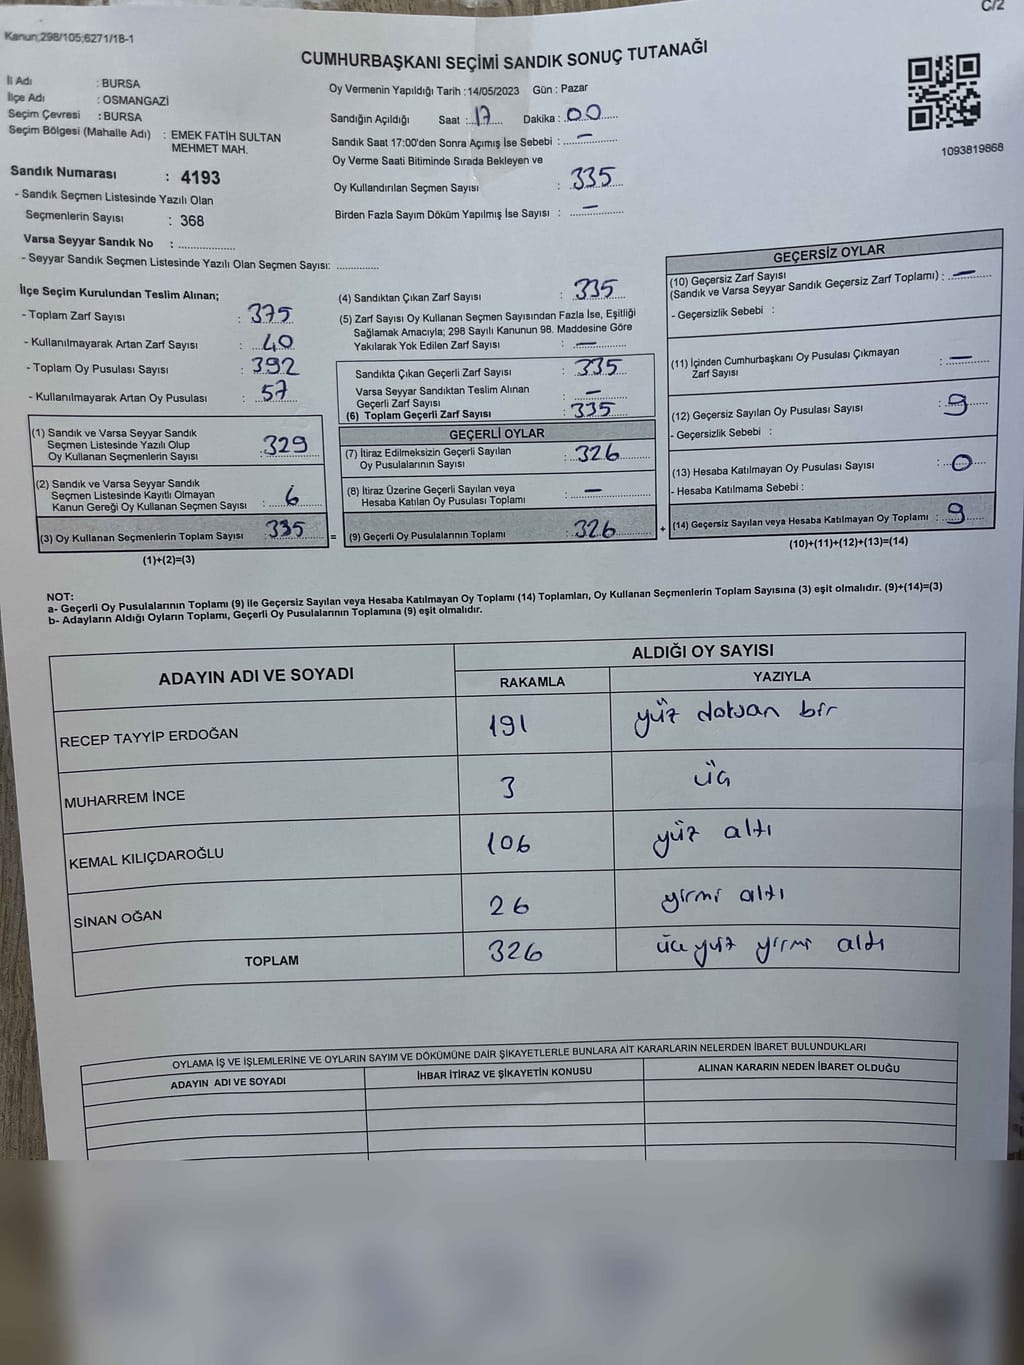 C/2
Kanun;298/105;6271/18-1
CUMHURBAŞKANI SEÇİMİ SANDIK SONUÇ TUTANAĞI
İl Adı : BURSA
İlçe Adı : OSMANGAZİ
Seçim Çevresi : BURSA
Seçim Bölgesi (Mahalle Adı) : EMEK FATİH SULTAN
MEHMET MAH.
Sandık Numarası : 4193
- Sandık Seçmen Listesinde Yazılı Olan
Seçmenlerin Sayısı : 368
Varsa Seyyar Sandık No : ................
- Seyyar Sandık Seçmen Listesinde Yazılı Olan Seçmen Sayısı: ............
Oy Vermenin Yapıldığı Tarih :14/05/2023 Gün : Pazar
Sandığın Açıldığı Saat : 17 Dakika : 00
Sandık Saat 17:00'den Sonra Açımış İse Sebebi : —
Oy Verme Saati Bitiminde Sırada Bekleyen ve
Oy Kullandırılan Seçmen Sayısı : 335
Birden Fazla Sayım Döküm Yapılmış İse Sayısı : —
1093819868
İlçe Seçim Kurulundan Teslim Alınan;
- Toplam Zarf Sayısı : 375
- Kullanılmayarak Artan Zarf Sayısı : 40
- Toplam Oy Pusulası Sayısı : 392
- Kullanılmayarak Artan Oy Pusulası : 57
(1) Sandık ve Varsa Seyyar Sandık
Seçmen Listesinde Yazılı Olup
Oy Kullanan Seçmenlerin Sayısı : 329
(2) Sandık ve Varsa Seyyar Sandık
Seçmen Listesinde Kayıtlı Olmayan
Kanun Gereği Oy Kullanan Seçmen Sayısı : 6
(3) Oy Kullanan Seçmenlerin Toplam Sayısı : 335 =
(1)+(2)=(3)
(4) Sandıktan Çıkan Zarf Sayısı : 335
(5) Zarf Sayısı Oy Kullanan Seçmen Sayısından Fazla İse, Eşitliği
Sağlamak Amacıyla; 298 Sayılı Kanunun 98. Maddesine Göre
Yakılarak Yok Edilen Zarf Sayısı : —
Sandıkta Çıkan Geçerli Zarf Sayısı : 335
Varsa Seyyar Sandıktan Teslim Alınan
Geçerli Zarf Sayısı : —
(6) Toplam Geçerli Zarf Sayısı : 335
GEÇERLİ OYLAR
(7) İtiraz Edilmeksizin Geçerli Sayılan
Oy Pusulalarının Sayısı : 326
(8) İtiraz Üzerine Geçerli Sayılan veya
Hesaba Katılan Oy Pusulası Toplamı : —
(9) Geçerli Oy Pusulalarının Toplamı : 326 +
GEÇERSİZ OYLAR
(10) Geçersiz Zarf Sayısı
(Sandık ve Varsa Seyyar Sandık Geçersiz Zarf Toplamı) : —
- Geçersizlik Sebebi :
(11) İçinden Cumhurbaşkanı Oy Pusulası Çıkmayan
Zarf Sayısı : —
(12) Geçersiz Sayılan Oy Pusulası Sayısı : 9
- Geçersizlik Sebebi :
(13) Hesaba Katılmayan Oy Pusulası Sayısı : 0
- Hesaba Katılmama Sebebi :
(14) Geçersiz Sayılan veya Hesaba Katılmayan Oy Toplamı : 9
(10)+(11)+(12)+(13)=(14)
NOT:
a- Geçerli Oy Pusulalarının Toplamı (9) ile Geçersiz Sayılan veya Hesaba Katılmayan Oy Toplamı (14) Toplamları, Oy Kullanan Seçmenlerin Toplam Sayısına (3) eşit olmalıdır. (9)+(14)=(3)
b- Adayların Aldığı Oyların Toplamı, Geçerli Oy Pusulalarının Toplamına (9) eşit olmalıdır.
ADAYIN ADI VE SOYADI ALDIĞI OY SAYISI
RAKAMLA YAZIYLA
RECEP TAYYİP ERDOĞAN 191 yüz doksan bir
MUHARREM İNCE 3 üç
KEMAL KILIÇDAROĞLU 106 yüz altı
SİNAN OĞAN 26 yirmi altı
TOPLAM 326 üçyüz yirmi altı
OYLAMA İŞ VE İŞLEMLERİNE VE OYLARIN SAYIM VE DÖKÜMÜNE DAİR ŞİKAYETLERLE BUNLARA AİT KARARLARIN NELERDEN İBARET BULUNDUKLARI
ADAYIN ADI VE SOYADI İHBAR İTİRAZ VE ŞİKAYETİN KONUSU ALINAN KARARIN NEDEN İBARET OLDUĞU